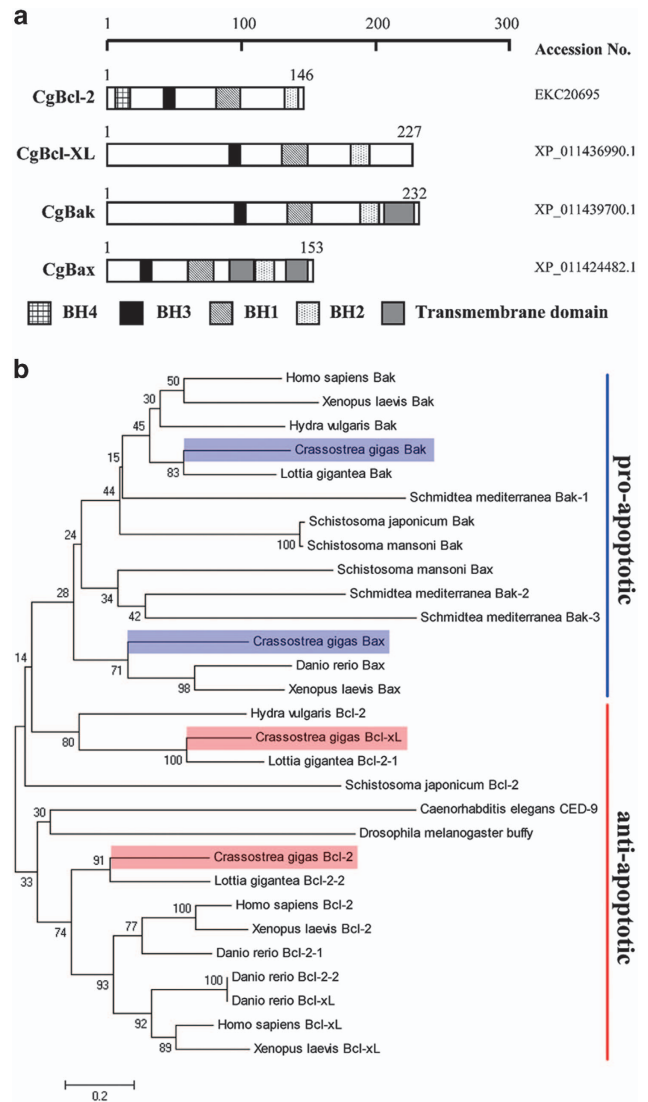 a
1 100 200 300
Accession No.
1 146
CgBcl-2 EKC20695
1 227
CgBcl-XL XP_011436990.1
1 232
CgBak XP_011439700.1
1 153
CgBax XP_011424482.1
BH4 BH3 BH1 BH2 Transmembrane domain
b
50 Homo sapiens Bak
30 Xenopus laevis Bak
45 Hydra vulgaris Bak
Crassostrea gigas Bak
15 83 Lottia gigantea Bak
44 Schmidtea mediterranea Bak-1
Schistosoma japonicum Bak
24 100 Schistosoma mansoni Bak
Schistosoma mansoni Bax
28 34 Schmidtea mediterranea Bak-2
42 Schmidtea mediterranea Bak-3
Crassostrea gigas Bax
14 71 Danio rerio Bax
98 Xenopus laevis Bax
pro-apoptotic
Hydra vulgaris Bcl-2
80 Crassostrea gigas Bcl-xL
100 Lottia gigantea Bcl-2-1
Schistosoma japonicum Bcl-2
30 Caenorhabditis elegans CED-9
Drosophila melanogaster buffy
33 91 Crassostrea gigas Bcl-2
Lottia gigantea Bcl-2-2
74 100 Homo sapiens Bcl-2
77 Xenopus laevis Bcl-2
Danio rerio Bcl-2-1
93 100 Danio rerio Bcl-2-2
Danio rerio Bcl-xL
92 Homo sapiens Bcl-xL
89 Xenopus laevis Bcl-xL
anti-apoptotic
0.2